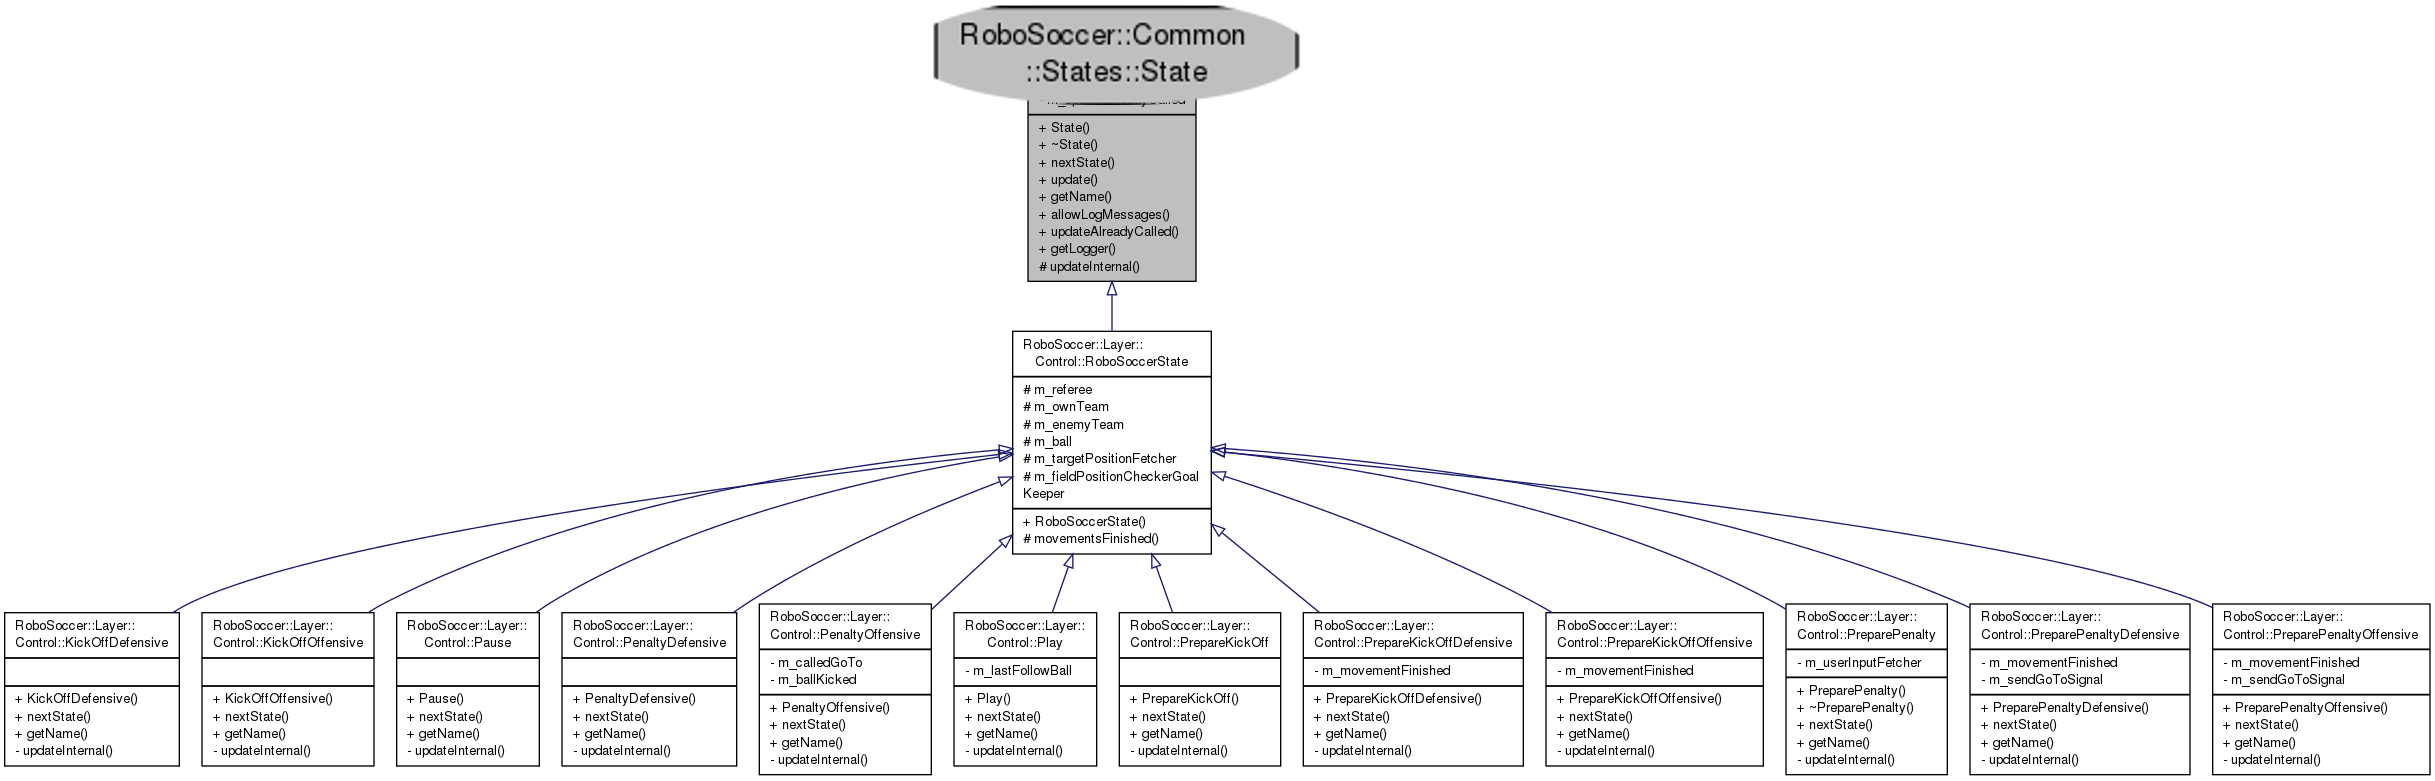 RoboSoccer::Common
::States::State
+ State()
+ ~State()
+ nextState()
+ update()
+ getName()
+ allowLogMessages()
+ updateAlreadyCalled()
+ getLogger()
# updateInternal()
RoboSoccer::Layer::
Control::RoboSoccerState
# m_referee
# m_ownTeam
# m_enemyTeam
# m_ball
# m_targetPositionFetcher
# m_fieldPositionCheckerGoal
Keeper
+ RoboSoccerState()
# movementsFinished()
RoboSoccer::Layer::
Control::KickOffDefensive
+ KickOffDefensive()
+ nextState()
+ getName()
- updateInternal()
RoboSoccer::Layer::
Control::KickOffOffensive
+ KickOffOffensive()
+ nextState()
+ getName()
- updateInternal()
RoboSoccer::Layer::
Control::Pause
+ Pause()
+ nextState()
+ getName()
- updateInternal()
RoboSoccer::Layer::
Control::PenaltyDefensive
+ PenaltyDefensive()
+ nextState()
+ getName()
- updateInternal()
RoboSoccer::Layer::
Control::PenaltyOffensive
- m_calledGoTo
- m_ballKicked
+ PenaltyOffensive()
+ nextState()
+ getName()
- updateInternal()
RoboSoccer::Layer::
Control::Play
- m_lastFollowBall
+ Play()
+ nextState()
+ getName()
- updateInternal()
RoboSoccer::Layer::
Control::PrepareKickOff
+ PrepareKickOff()
+ nextState()
+ getName()
- updateInternal()
RoboSoccer::Layer::
Control::PrepareKickOffDefensive
- m_movementFinished
+ PrepareKickOffDefensive()
+ nextState()
+ getName()
- updateInternal()
RoboSoccer::Layer::
Control::PrepareKickOffOffensive
- m_movementFinished
+ PrepareKickOffOffensive()
+ nextState()
+ getName()
- updateInternal()
RoboSoccer::Layer::
Control::PreparePenalty
- m_userInputFetcher
+ PreparePenalty()
+ ~PreparePenalty()
+ nextState()
+ getName()
- updateInternal()
RoboSoccer::Layer::
Control::PreparePenaltyDefensive
- m_movementFinished
- m_sendGoToSignal
+ PreparePenaltyDefensive()
+ nextState()
+ getName()
- updateInternal()
RoboSoccer::Layer::
Control::PreparePenaltyOffensive
- m_movementFinished
- m_sendGoToSignal
+ PreparePenaltyOffensive()
+ nextState()
+ getName()
- updateInternal()